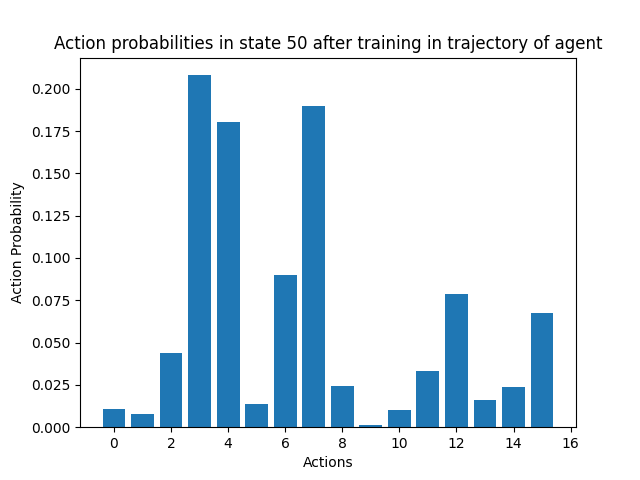 Action probabilities in state 50 after training in trajectory of agent
0.200
0.175
0.150
0.125
0.100
0.075
0.050
0.025
0.000
Action Probability
0 2 4 6 8 10 12 14 16
Actions